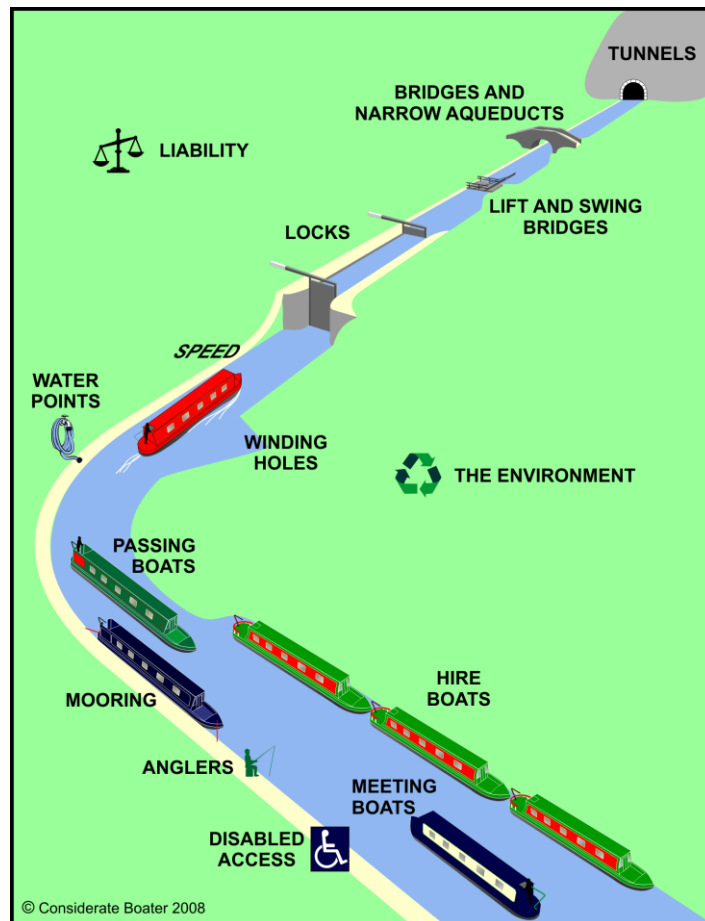 TUNNELS
BRIDGES AND
NARROW AQUEDUCTS
LIABILITY
LIFT AND SWING
BRIDGES
LOCKS
SPEED
WATER
POINTS
WINDING
HOLES
THE ENVIRONMENT
PASSING
BOATS
HIRE
BOATS
MOORING
ANGLERS
MEETING
BOATS
DISABLED
ACCESS
© Considerate Boater 2008